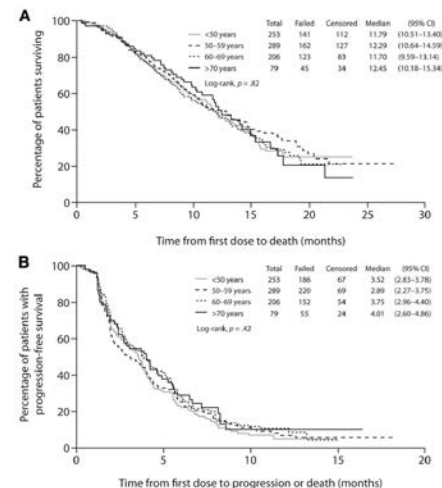 A
Percentage of patients surviving
100
80
60
40
20
0
0 5 10 15 20 25 30
Time from first dose to death (months)
Total Failed Censored Median (95% CI)
<50 years 253 141 112 11.79 (10.51–13.40)
50–59 years 289 162 127 12.29 (10.64–14.59)
60–69 years 206 123 83 11.70 (9.59–13.14)
>70 years 79 45 34 12.45 (10.18–15.34)
Log-rank, p = .82
B
Percentage of patients with
progression-free survival
100
80
60
40
20
0
0 5 10 15 20
Time from first dose to progression or death (months)
Total Failed Censored Median (95% CI)
<50 years 253 186 67 3.52 (2.83-3.78)
50–59 years 289 220 69 2.89 (2.27–3.75)
60–69 years 206 152 54 3.75 (2.96–4.40)
>70 years 79 55 24 4.01 (2.60–4.86)
Log-rank, p = .42